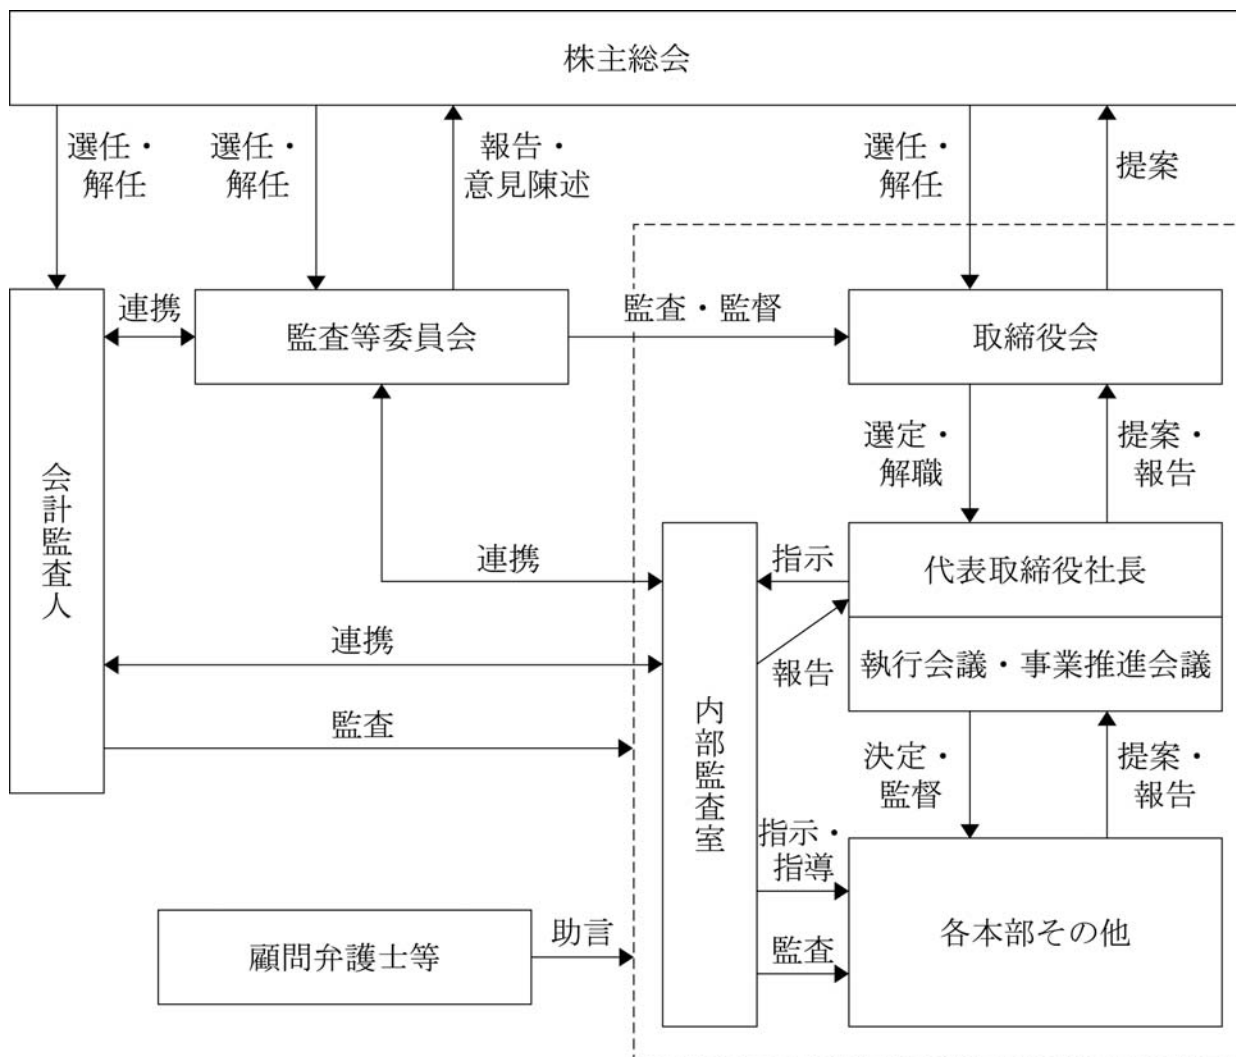 株主総会
選任・
解任
選任・
解任
報告・
意見陳述
選任・
解任
提案
連携
監査等委員会
監査・監督
取締役会
会計監査人
選定・
解職
提案・
報告
連携
指示
代表取締役社長
連携
報告
執行会議・事業推進会議
監査
内部監査室
決定・
監督
提案・
報告
指示・
指導
各本部その他
顧問弁護士等
助言
監査